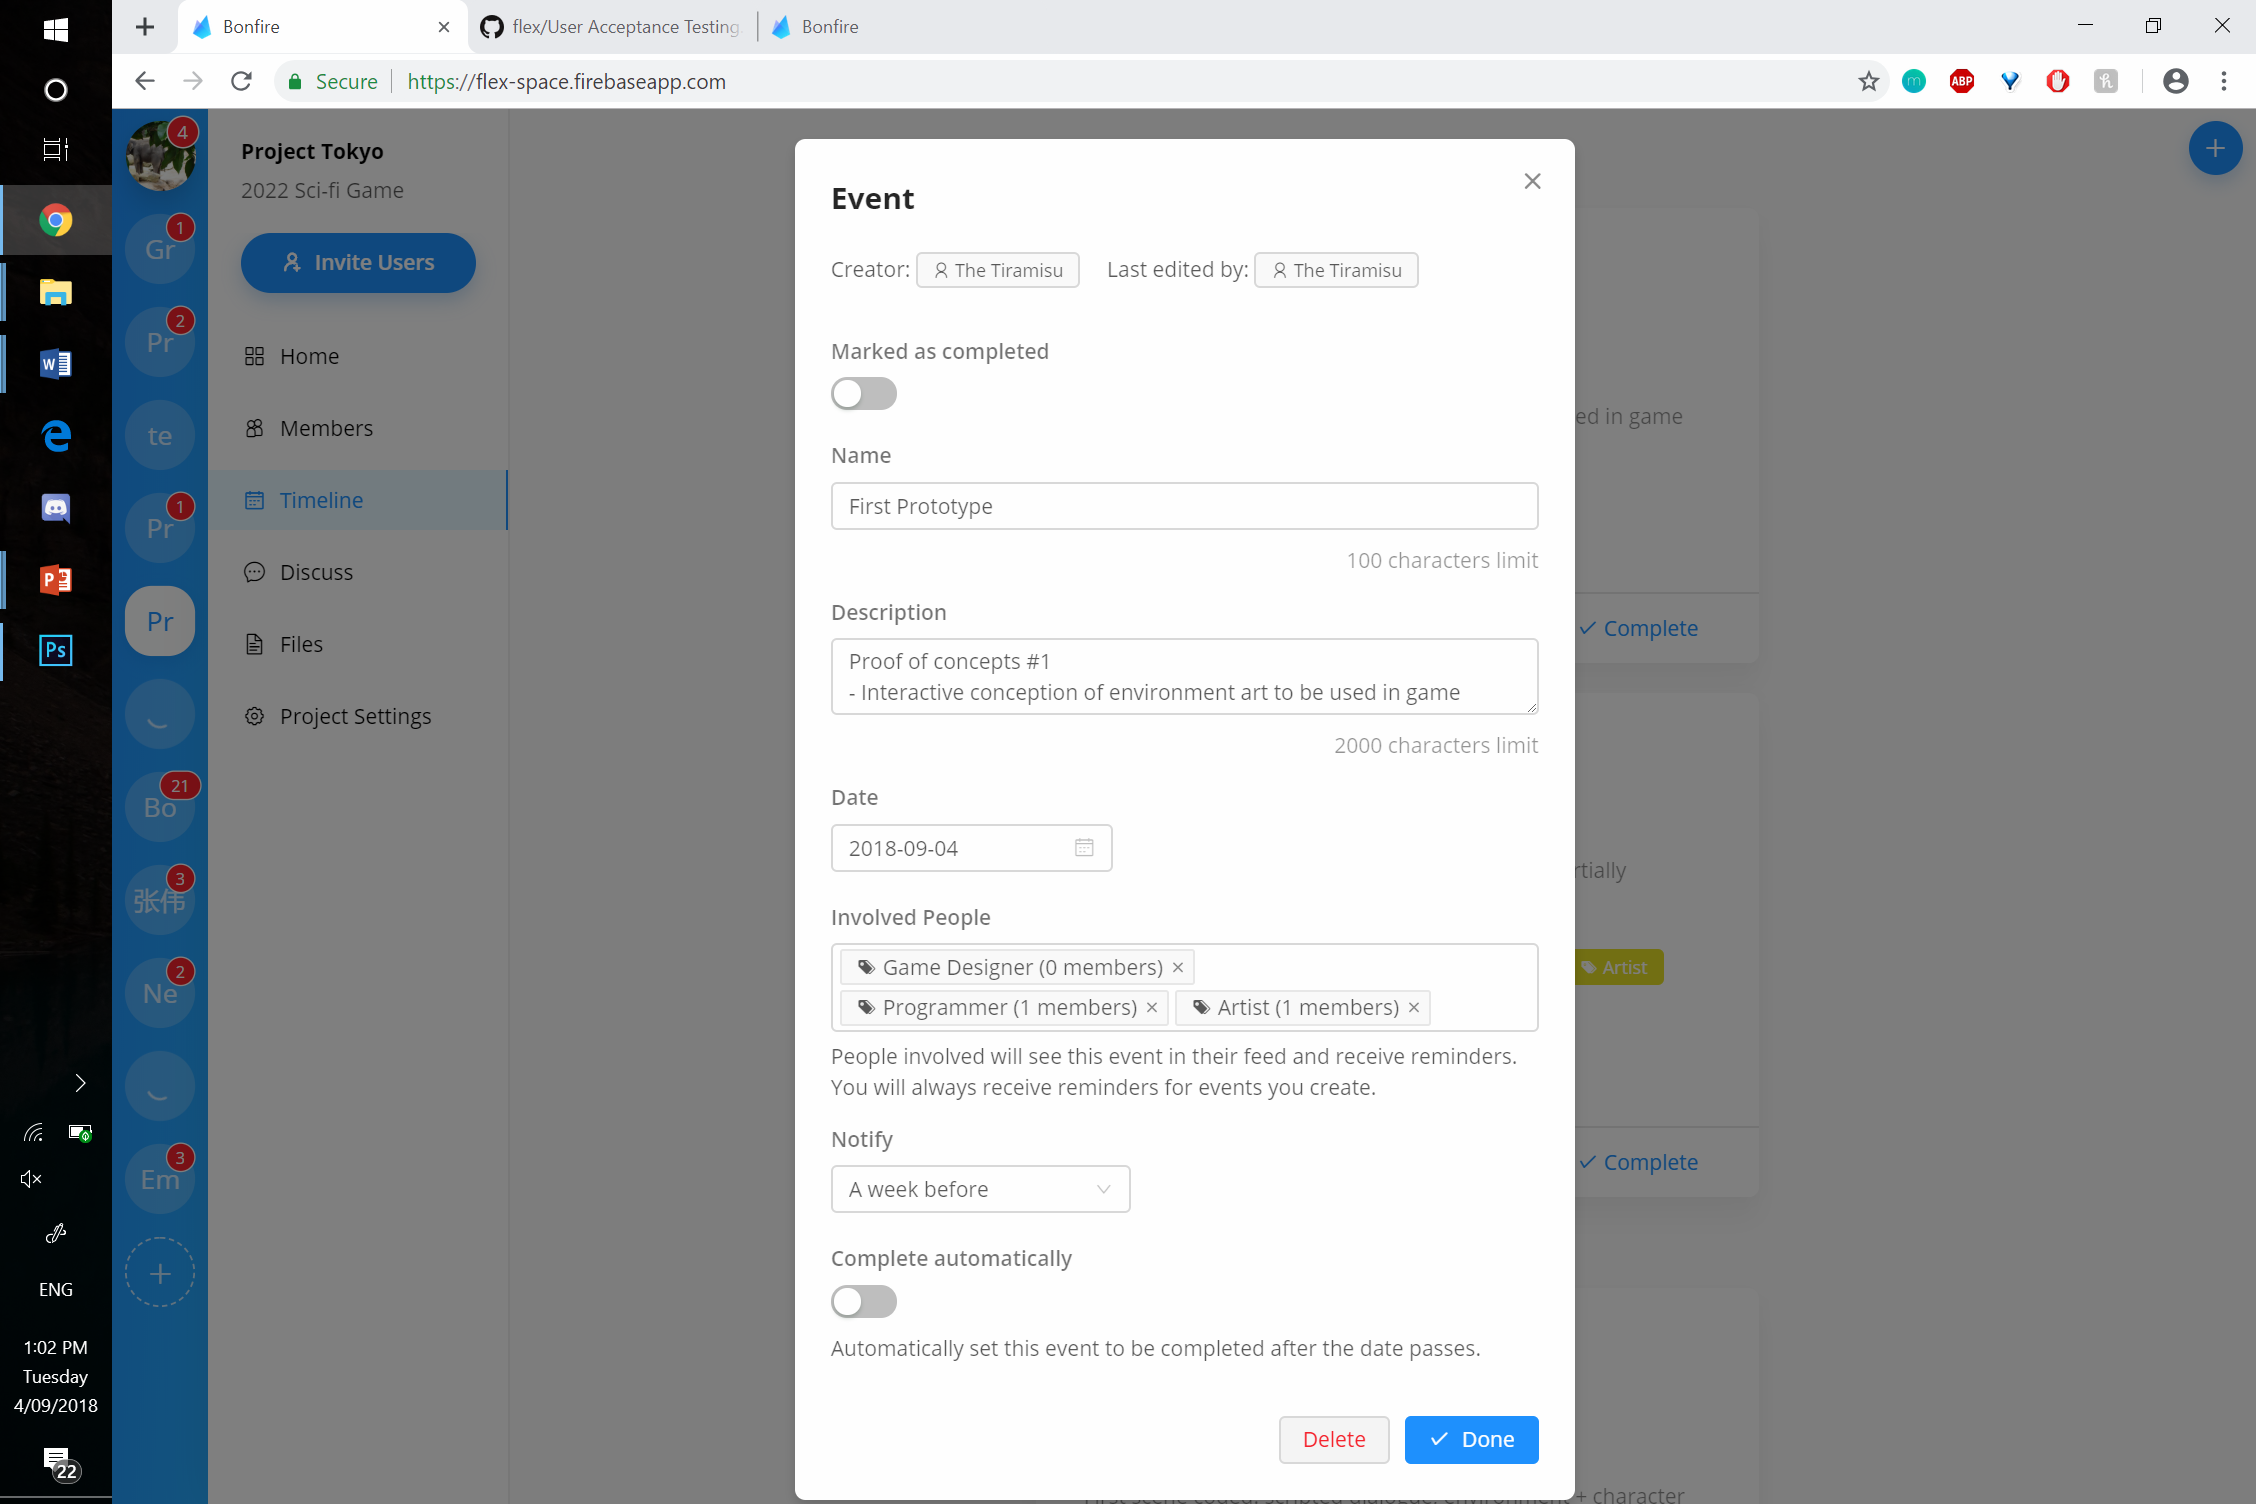 Bonfire
flex/User Acceptance Testing.
Bonfire
Secure https://flex-space.firebaseapp.com
m
ABP
h
4
Gr 1
Pr 2
te
Pr 1
Pr
Bo 21
张伟 3
Ne 2
Em 3
Project Tokyo
2022 Sci-fi Game
Invite Users
Home
Members
Timeline
Discuss
Files
Project Settings
Event
Creator: The Tiramisu Last edited by: The Tiramisu
Marked as completed
Name
First Prototype
100 characters limit
Description
Proof of concepts #1
- Interactive conception of environment art to be used in game
2000 characters limit
Date
2018-09-04
Involved People
Game Designer (0 members)
Programmer (1 members) Artist (1 members)
People involved will see this event in their feed and receive reminders.
You will always receive reminders for events you create.
Notify
A week before
Complete automatically
Automatically set this event to be completed after the date passes.
Delete Done
ed in game
Complete
rtially
Artist
Complete
+ character
W
P
Ps
ENG
1:02 PM
Tuesday
4/09/2018
22